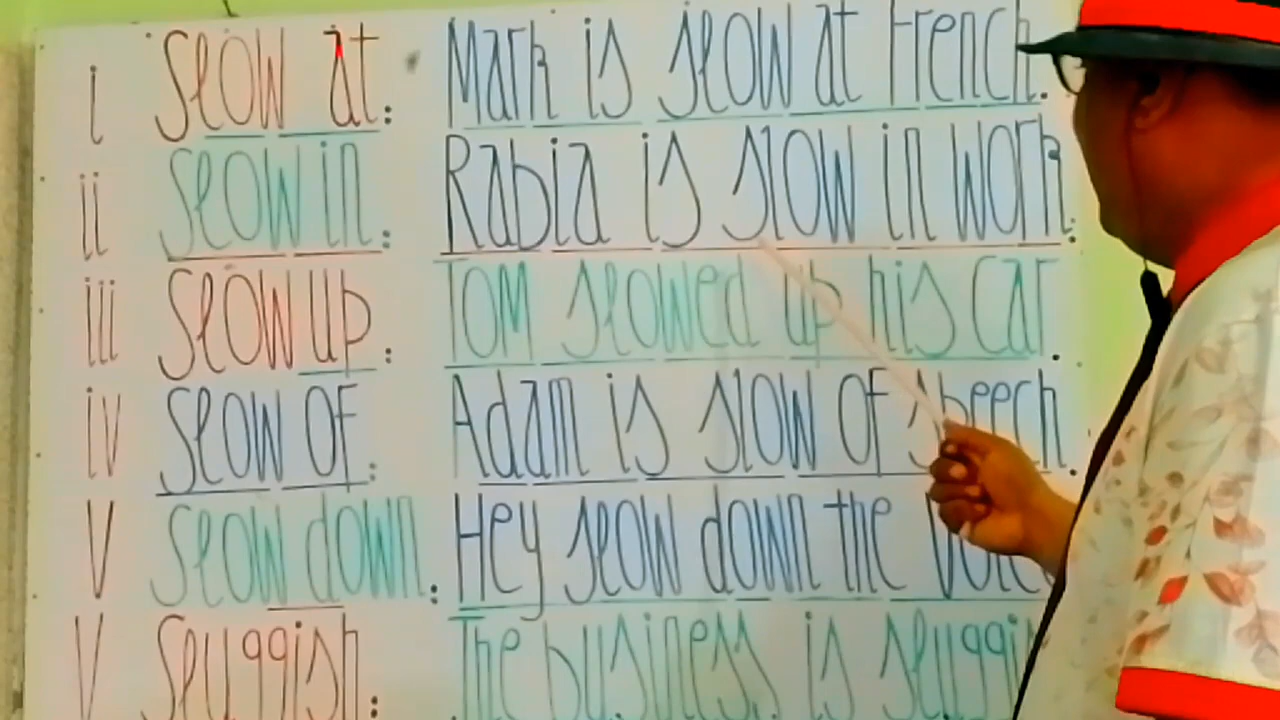 i Slow at: Mark is slow at French.
ii Slow in: Rabia is slow in work.
iii Slow up: Tom slowed up his car.
iv Slow of: Adam is slow of speech.
v Slow down: Hey slow down the
v Sluggish: The business is